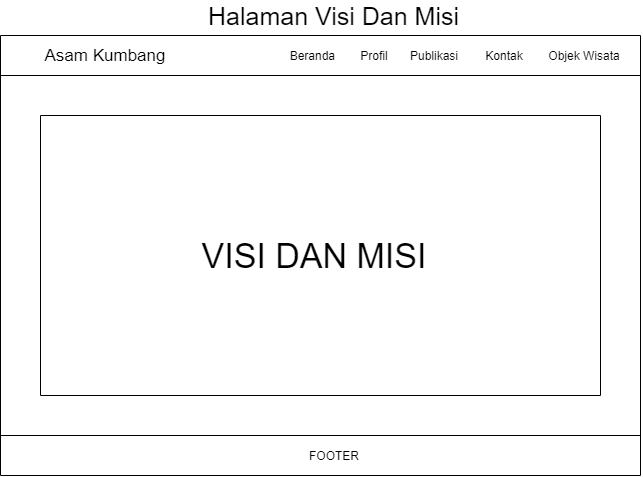 Halaman Visi Dan Misi
Asam Kumbang Beranda Profil Publikasi Kontak Objek Wisata
VISI DAN MISI
FOOTER